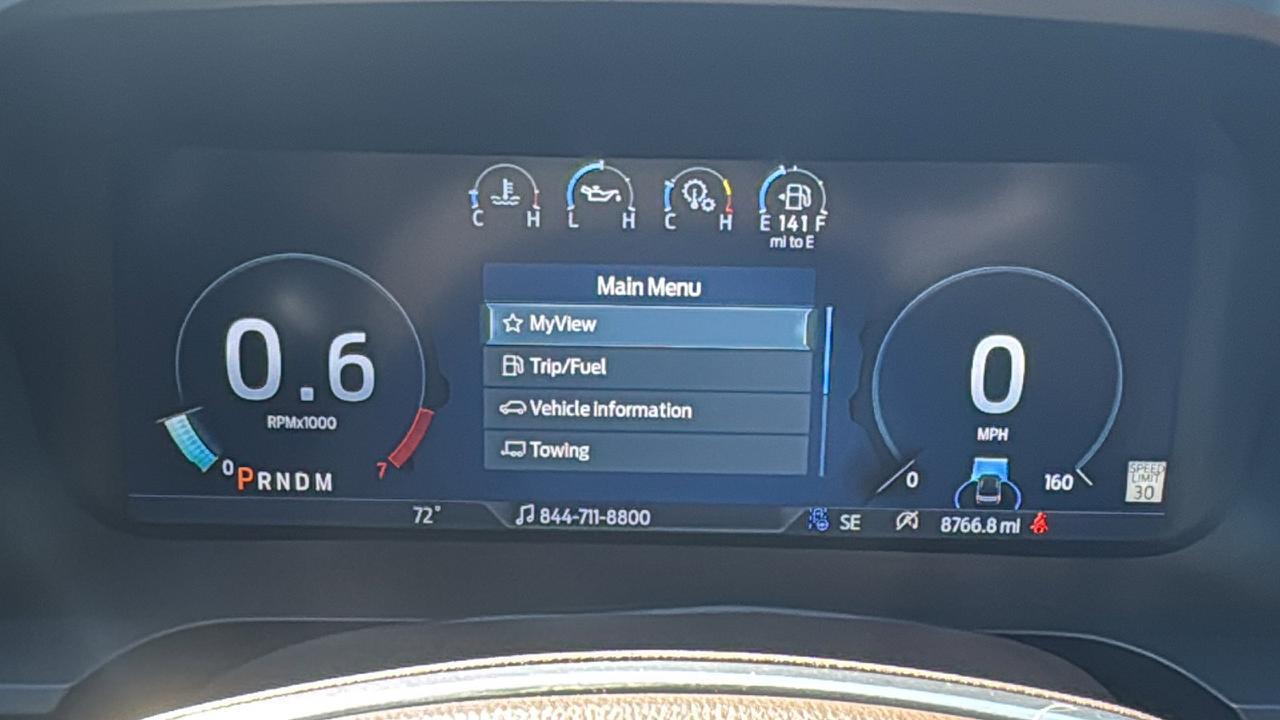 C H
L H
C H
E 141 F
mi to E
Main Menu
MyView
Trip/Fuel
Vehicle Information
Towing
0.6
RPMx1000
0
7
PRNDM
0
MPH
0
160
SPEED
LIMIT
30
72°
844-711-8800
SE
8766.8 mi